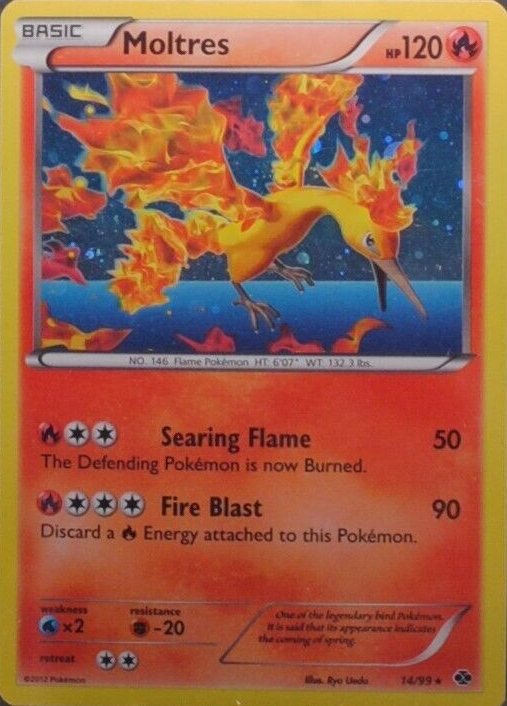 BASIC
Moltres
HP120
NO. 146 Flame Pokémon HT: 6'07" WT: 132.3 lbs.
Searing Flame 50
The Defending Pokémon is now Burned.
Fire Blast 90
Discard a Energy attached to this Pokémon.
weakness resistance
×2 -20
One of the legendary bird Pokémon.
It is said that its appearance indicates
the coming of spring.
retreat
©2012 Pokémon Illus. Ryo Ueda 14/99 ★